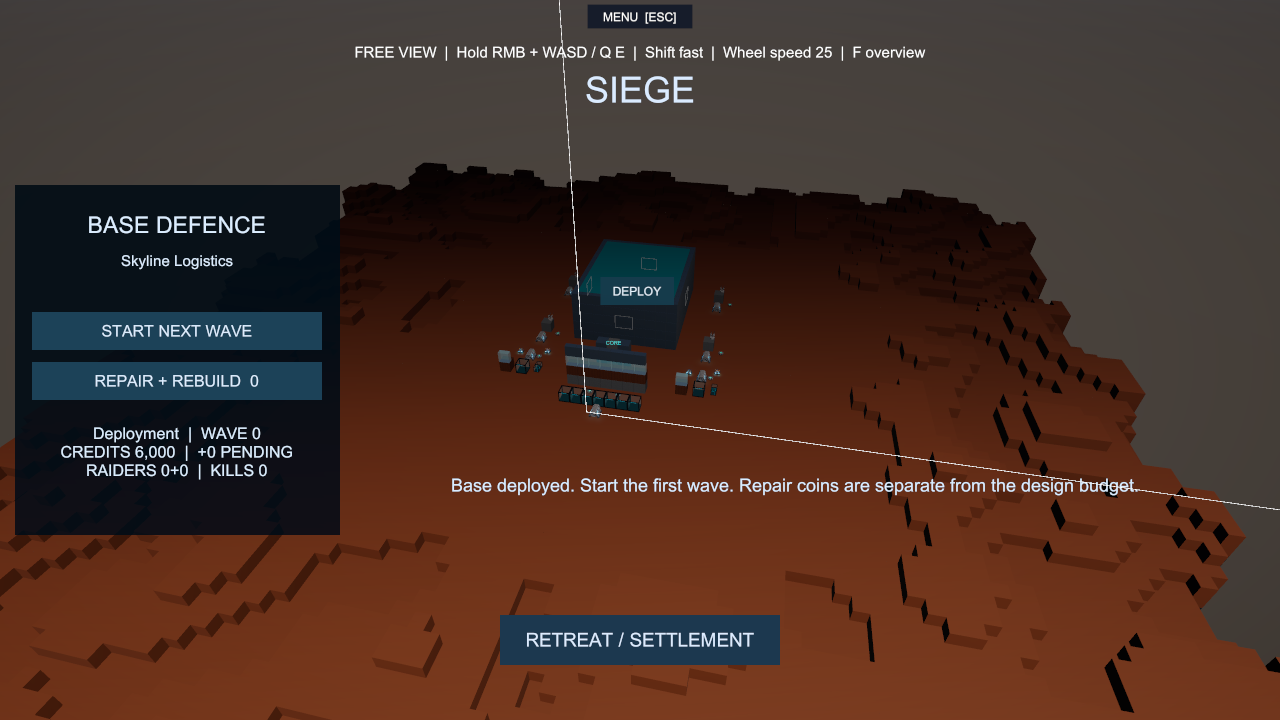 MENU [ESC]
FREE VIEW | Hold RMB + WASD / Q E | Shift fast | Wheel speed 25 | F overview
SIEGE
BASE DEFENCE
Skyline Logistics
START NEXT WAVE
REPAIR + REBUILD 0
Deployment | WAVE 0
CREDITS 6,000 | +0 PENDING
RAIDERS 0+0 | KILLS 0
DEPLOY
CORE
Base deployed. Start the first wave. Repair coins are separate from the design budget.
RETREAT / SETTLEMENT